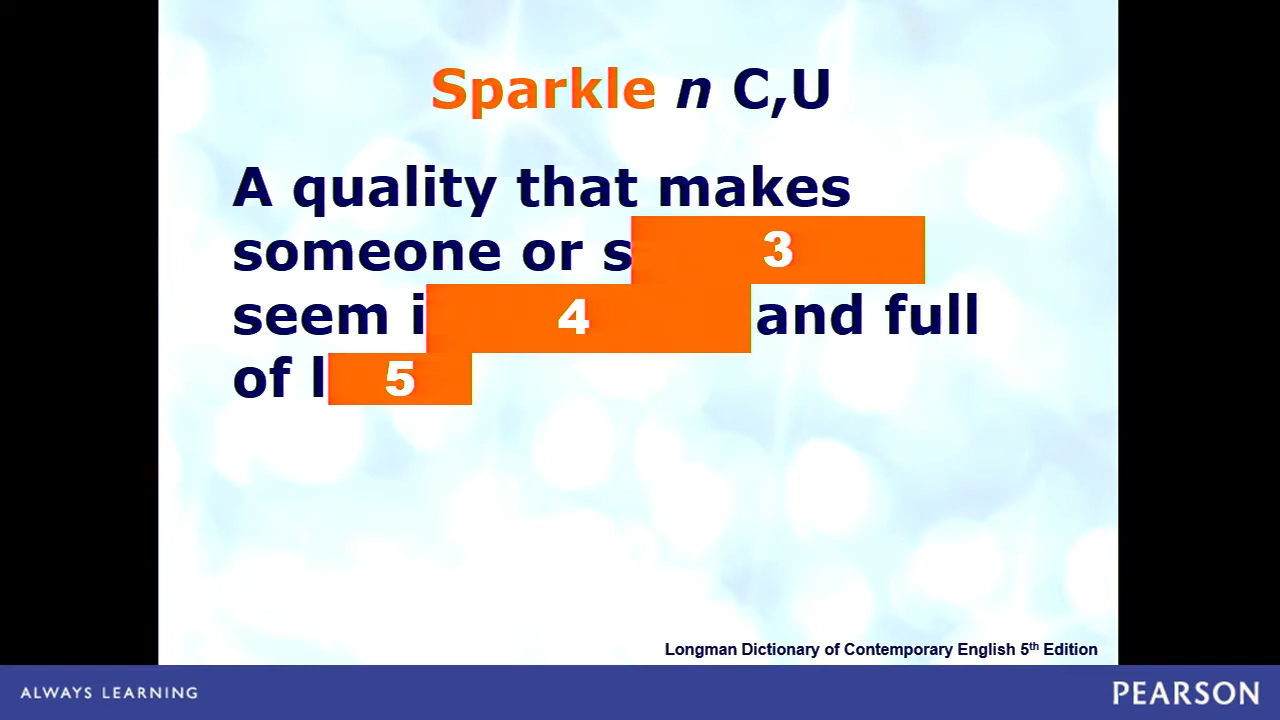 Sparkle n C,U
A quality that makes
someone or s 3
seem i 4 and full
of l 5
Longman Dictionary of Contemporary English 5th Edition
ALWAYS LEARNING
PEARSON